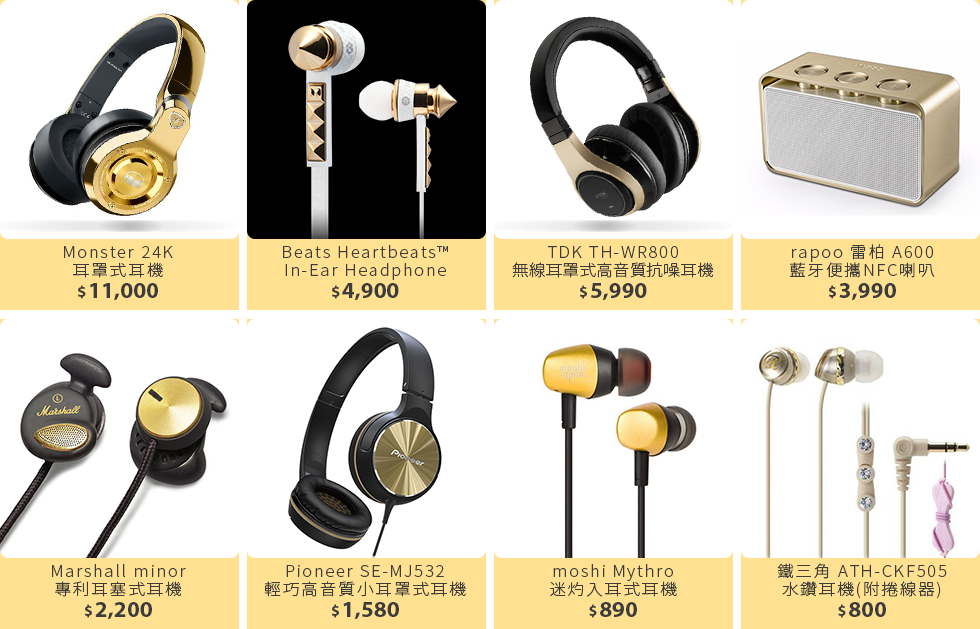 Monster 24K
耳罩式耳機
$11,000
Beats Heartbeats™
In-Ear Headphone
$4,900
TDK TH-WR800
無線耳罩式高音質抗噪耳機
$5,990
rapoo 雷柏 A600
藍牙便攜NFC喇叭
$3,990
L
Marshall
Pioneer
moshi
Marshall minor
專利耳塞式耳機
$2,200
Pioneer SE-MJ532
輕巧高音質小耳罩式耳機
$1,580
moshi Mythro
迷灼入耳式耳機
$890
鐵三角 ATH-CKF505
水鑽耳機(附捲線器)
$800